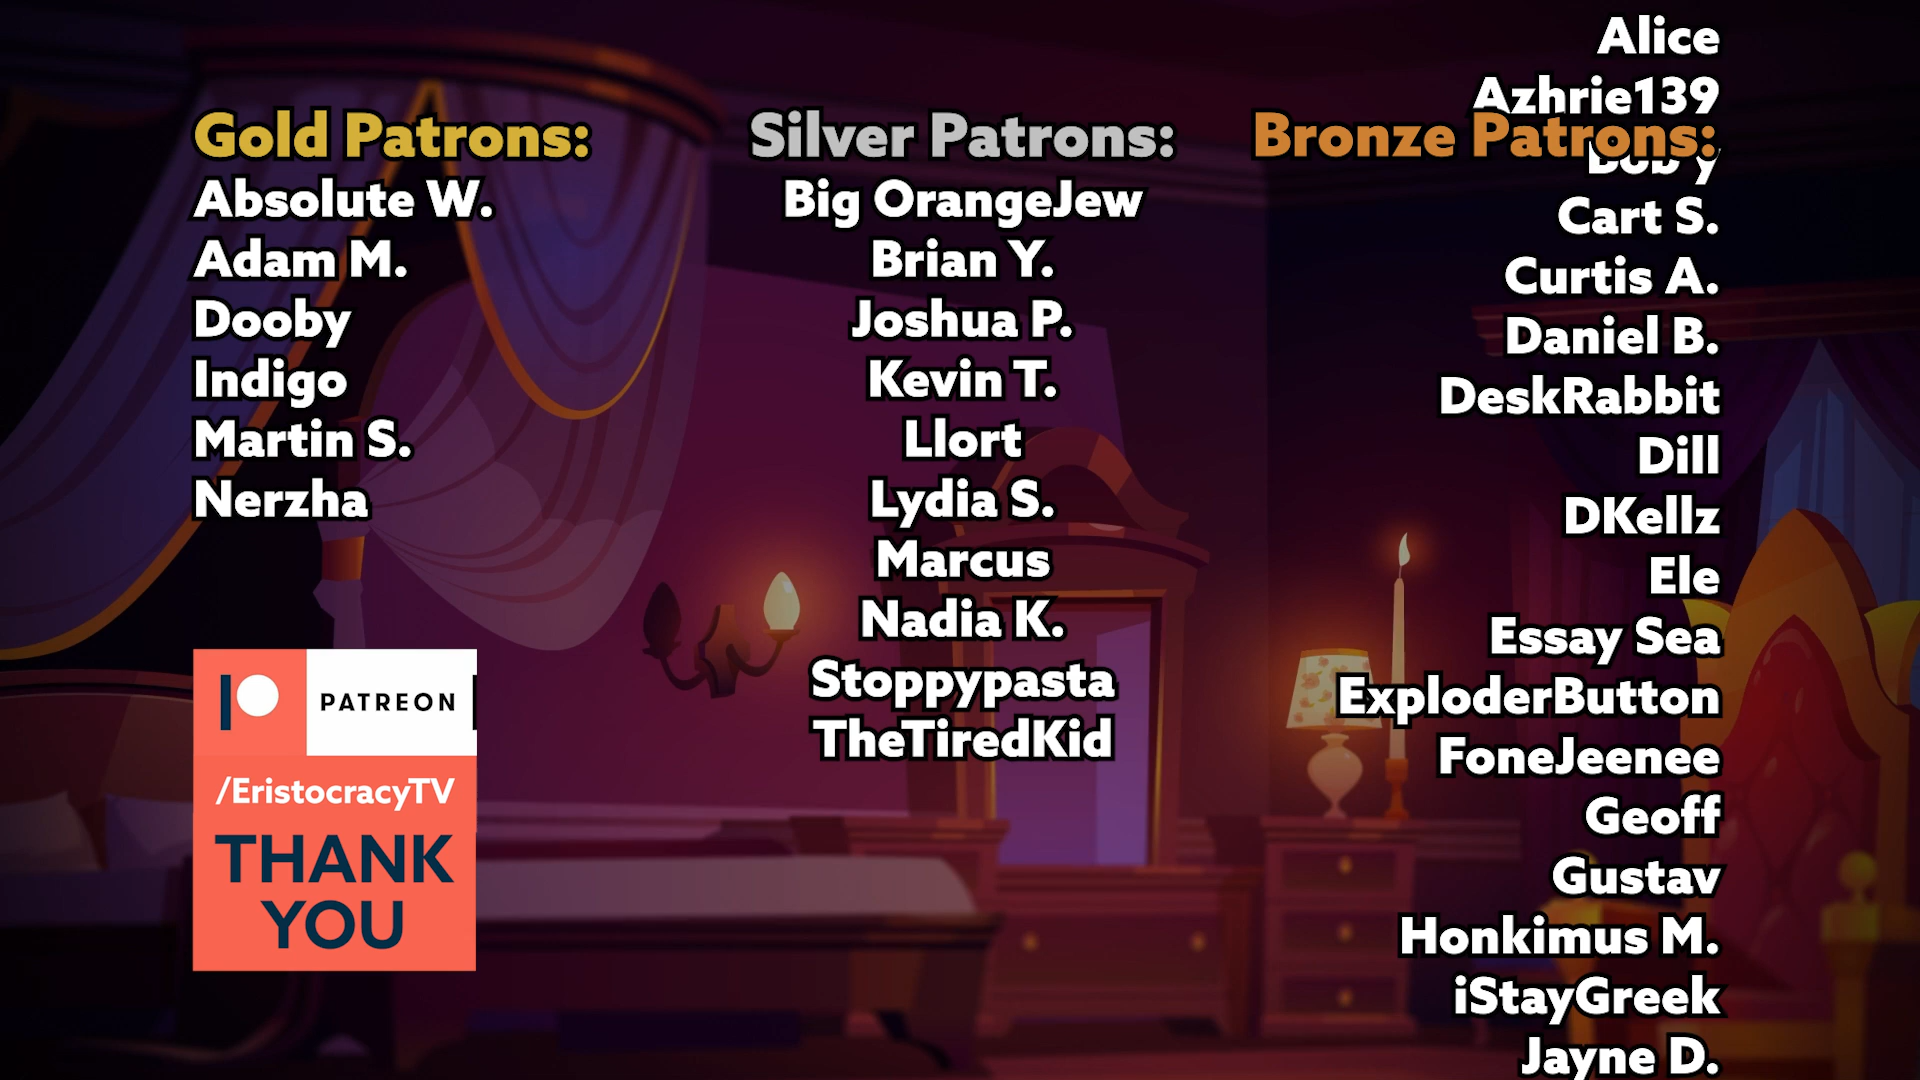 Gold Patrons:
Absolute W.
Adam M.
Dooby
Indigo
Martin S.
Nerzha
PATREON
/EristocracyTV
THANK
YOU
Silver Patrons:
Big OrangeJew
Brian Y.
Joshua P.
Kevin T.
Llort
Lydia S.
Marcus
Nadia K.
Stoppypasta
TheTiredKid
Alice
Azhrie139
Bronze Patrons:
Cart S.
Curtis A.
Daniel B.
DeskRabbit
Dill
DKellz
Ele
Essay Sea
ExploderButton
FoneJeenee
Geoff
Gustav
Honkimus M.
iStayGreek
Jayne D.